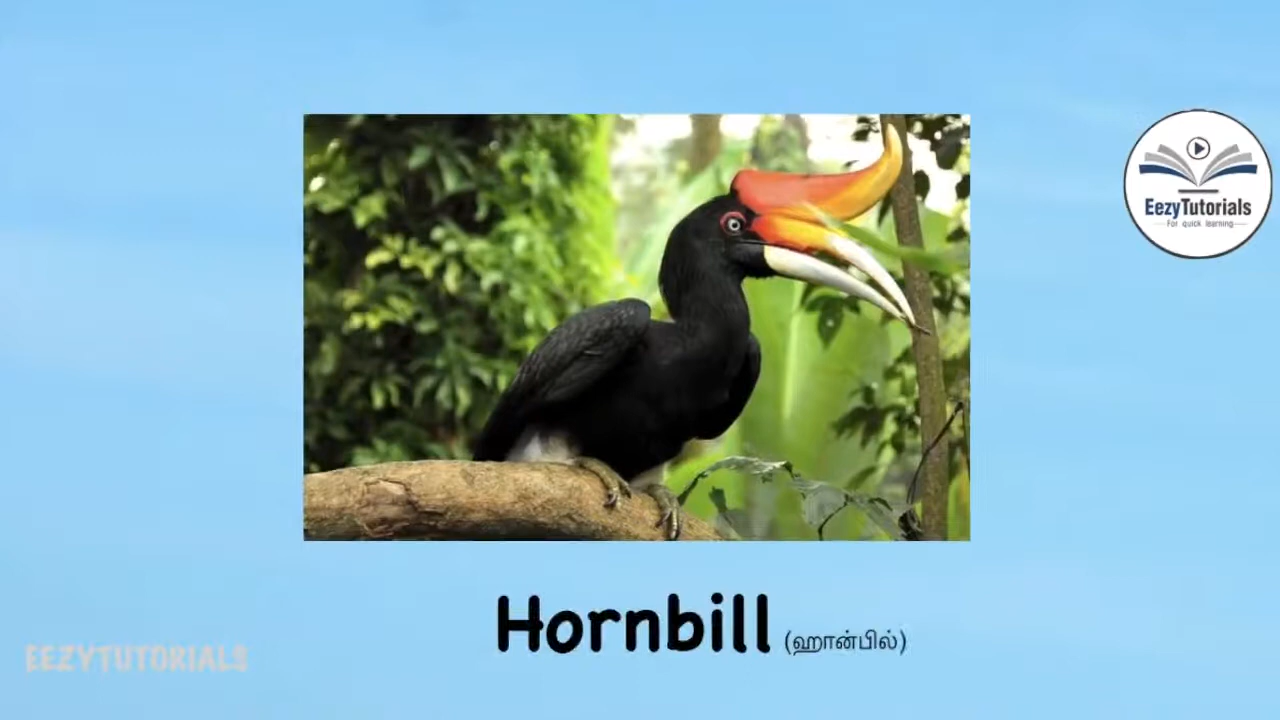 EezyTutorials
For quick learning
Hornbill (ஹான்பில்)
EEZYTUTORIALS